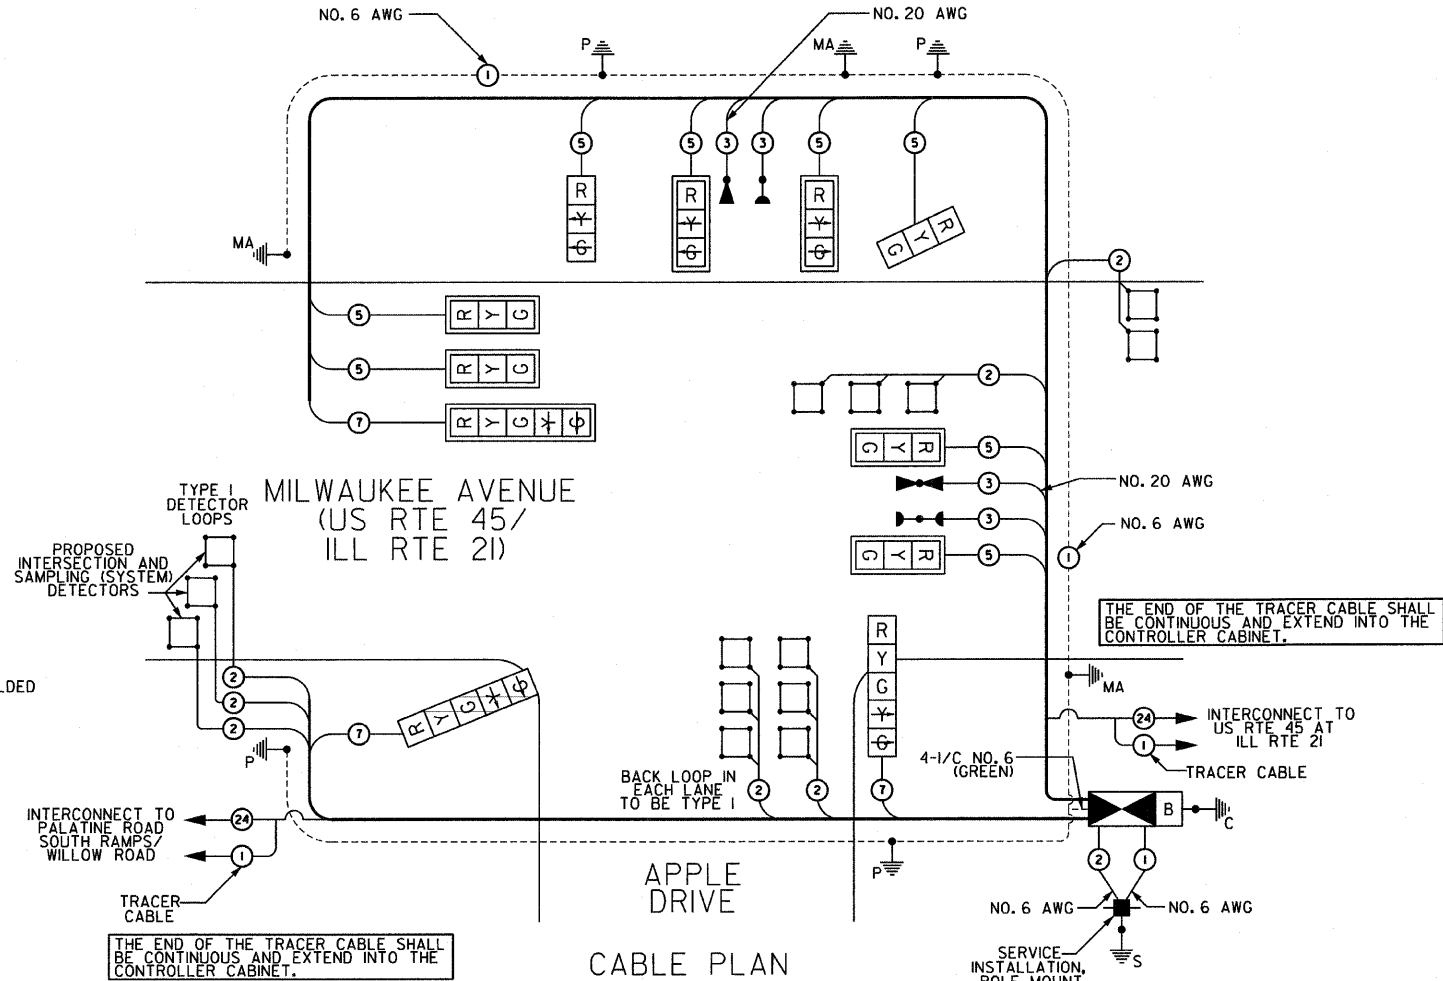 NO. 6 AWG
NO. 20 AWG
1
P
MA
P
5
5
3
3
5
5
R
Y
G
R
Y
G
R
Y
G
R Y G
MA
2
5
R Y G
5
R Y G
7
R Y G Y G
2
5
R Y G
3
NO. 20 AWG
3
NO. 6 AWG
5
R Y G
1
MILWAUKEE AVENUE
(US RTE 45/
ILL RTE 21)
TYPE I
DETECTOR
LOOPS
PROPOSED
INTERSECTION AND
SAMPLING (SYSTEM)
DETECTORS
THE END OF THE TRACER CABLE SHALL
BE CONTINUOUS AND EXTEND INTO THE
CONTROLLER CABINET.
R
Y
G
Y
G
LDED
2
2
2
7
R Y G Y G
P
MA
24
INTERCONNECT TO
US RTE 45 AT
ILL RTE 21
1
TRACER CABLE
4-1/C NO. 6
(GREEN)
BACK LOOP IN
EACH LANE
TO BE TYPE I
2
2
7
B
C
INTERCONNECT TO
PALATINE ROAD
SOUTH RAMPS/
WILLOW ROAD
24
1
TRACER
CABLE
P
2
1
NO. 6 AWG
NO. 6 AWG
APPLE
DRIVE
SERVICE
INSTALLATION,
POLE MOUNT
S
THE END OF THE TRACER CABLE SHALL
BE CONTINUOUS AND EXTEND INTO THE
CONTROLLER CABINET.
CABLE PLAN